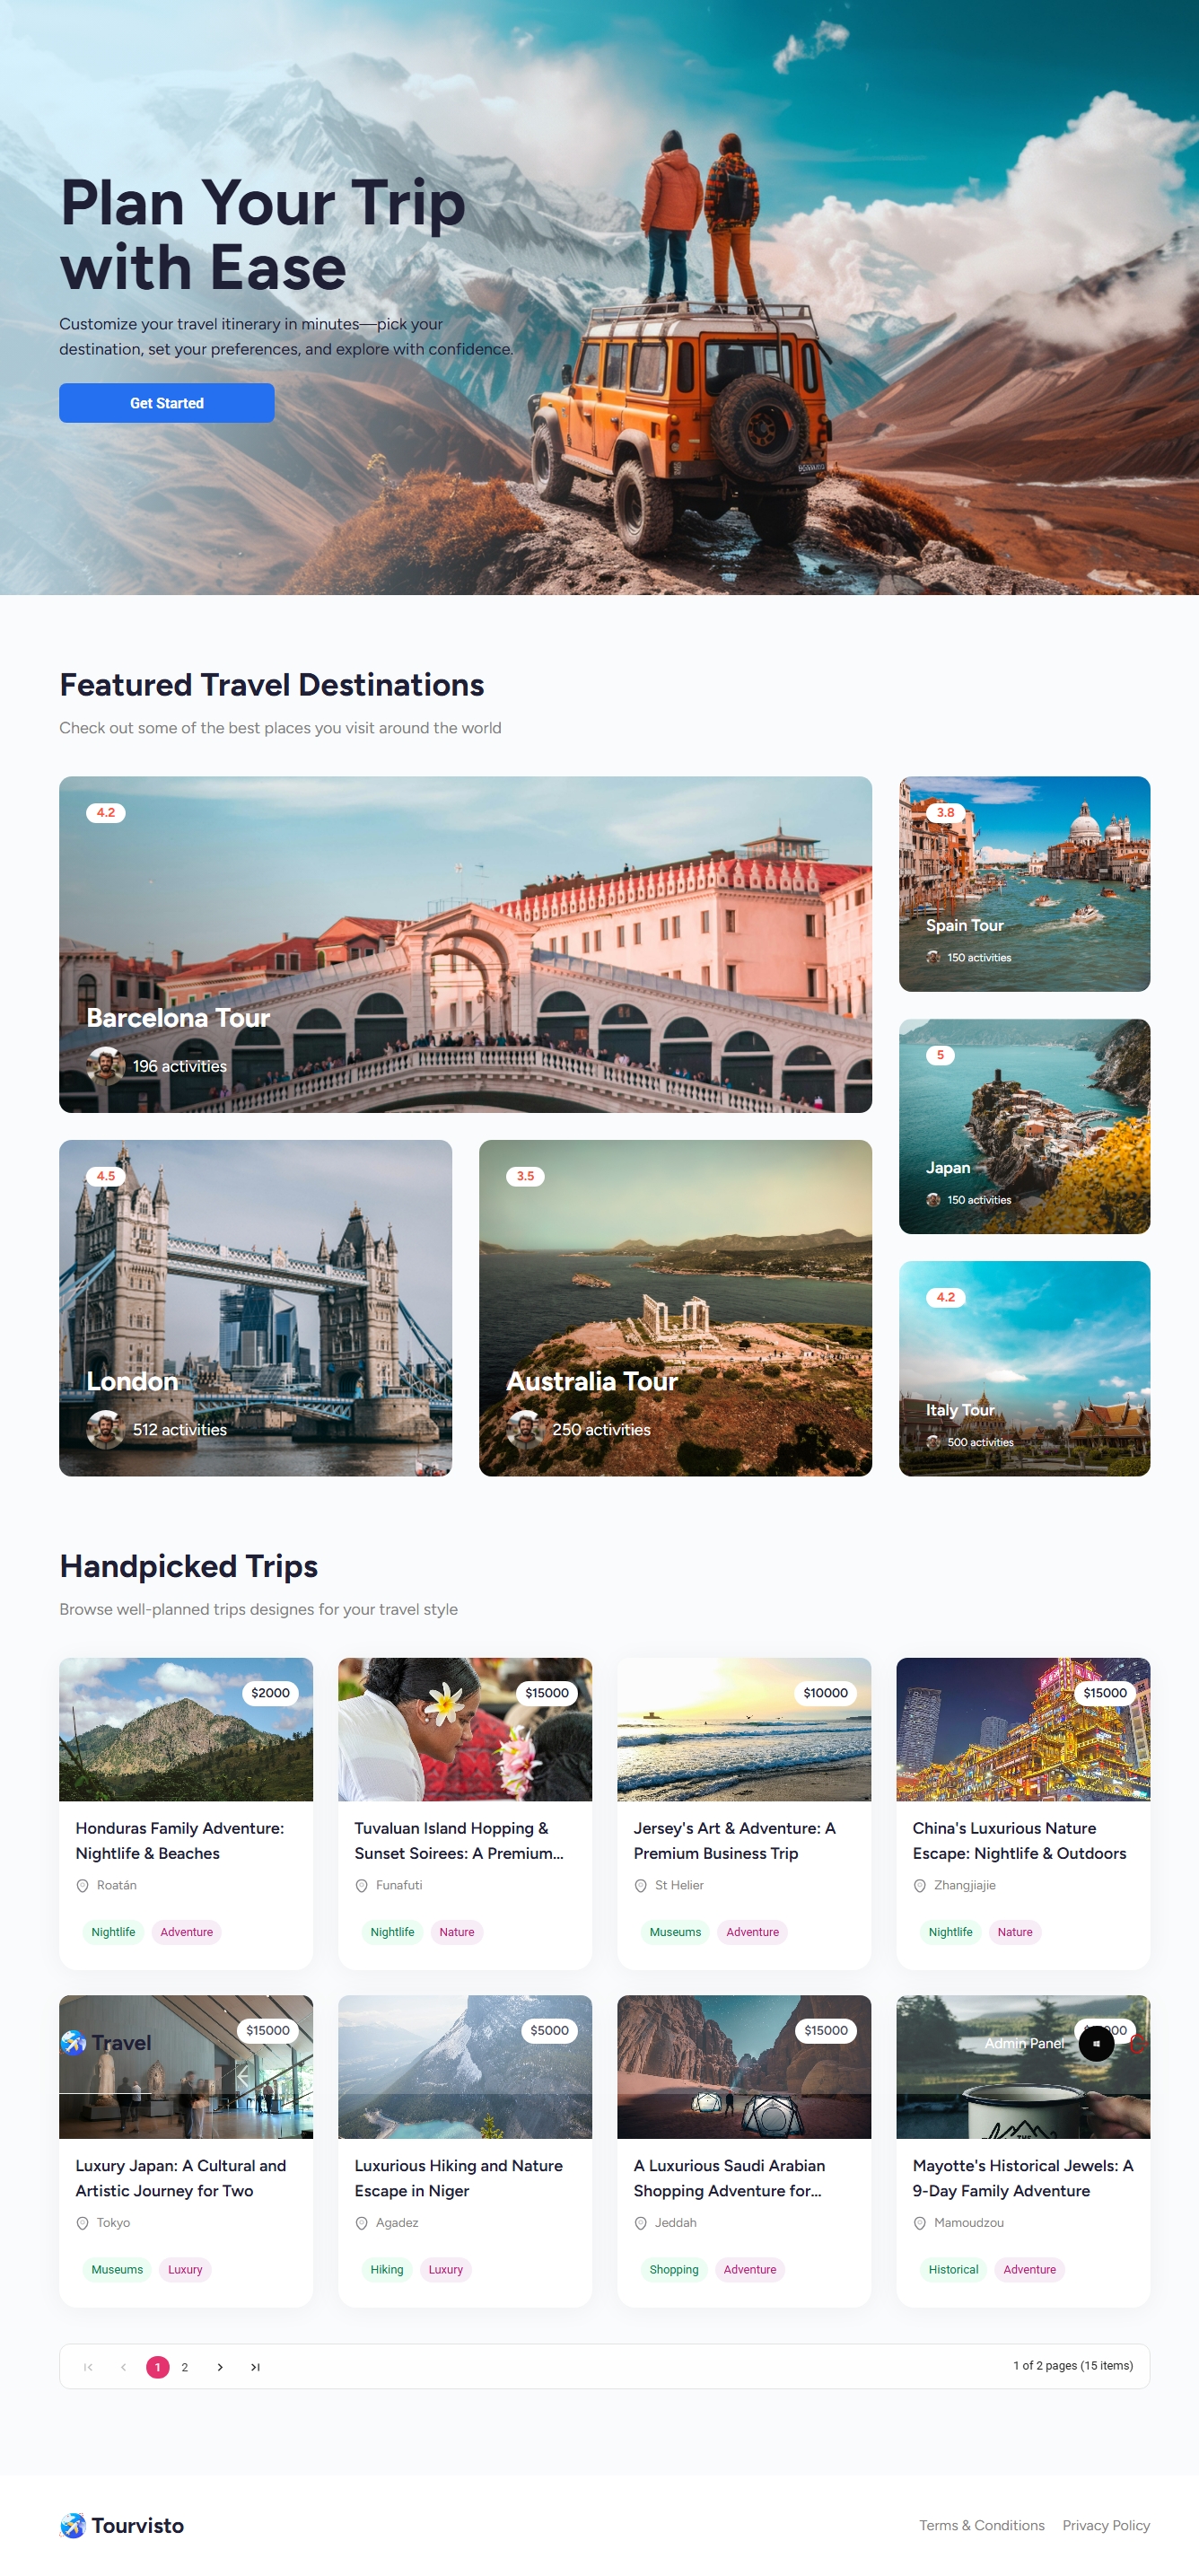 Plan Your Trip
with Ease
Customize your travel itinerary in minutes—pick your
destination, set your preferences, and explore with confidence.
Get Started
Featured Travel Destinations
Check out some of the best places you visit around the world
4.2
Barcelona Tour
196 activities
3.8
Spain Tour
150 activities
5
Japan
150 activities
4.5
London
512 activities
3.5
Australia Tour
250 activities
4.2
Italy Tour
500 activities
Handpicked Trips
Browse well-planned trips designes for your travel style
$2000
Honduras Family Adventure:
Nightlife & Beaches
Roatán
Nightlife Adventure
$15000
Tuvaluan Island Hopping &
Sunset Soirees: A Premium...
Funafuti
Nightlife Nature
$10000
Jersey's Art & Adventure: A
Premium Business Trip
St Helier
Museums Adventure
$15000
China's Luxurious Nature
Escape: Nightlife & Outdoors
Zhangjiajie
Nightlife Nature
Travel
$15000
Luxury Japan: A Cultural and
Artistic Journey for Two
Tokyo
Museums Luxury
$5000
Luxurious Hiking and Nature
Escape in Niger
Agadez
Hiking Luxury
$15000
A Luxurious Saudi Arabian
Shopping Adventure for...
Jeddah
Shopping Adventure
Admin Panel
THE
Mayotte's Historical Jewels: A
9-Day Family Adventure
Mamoudzou
Historical Adventure
1 2
1 of 2 pages (15 items)
Tourvisto
Terms & Conditions Privacy Policy